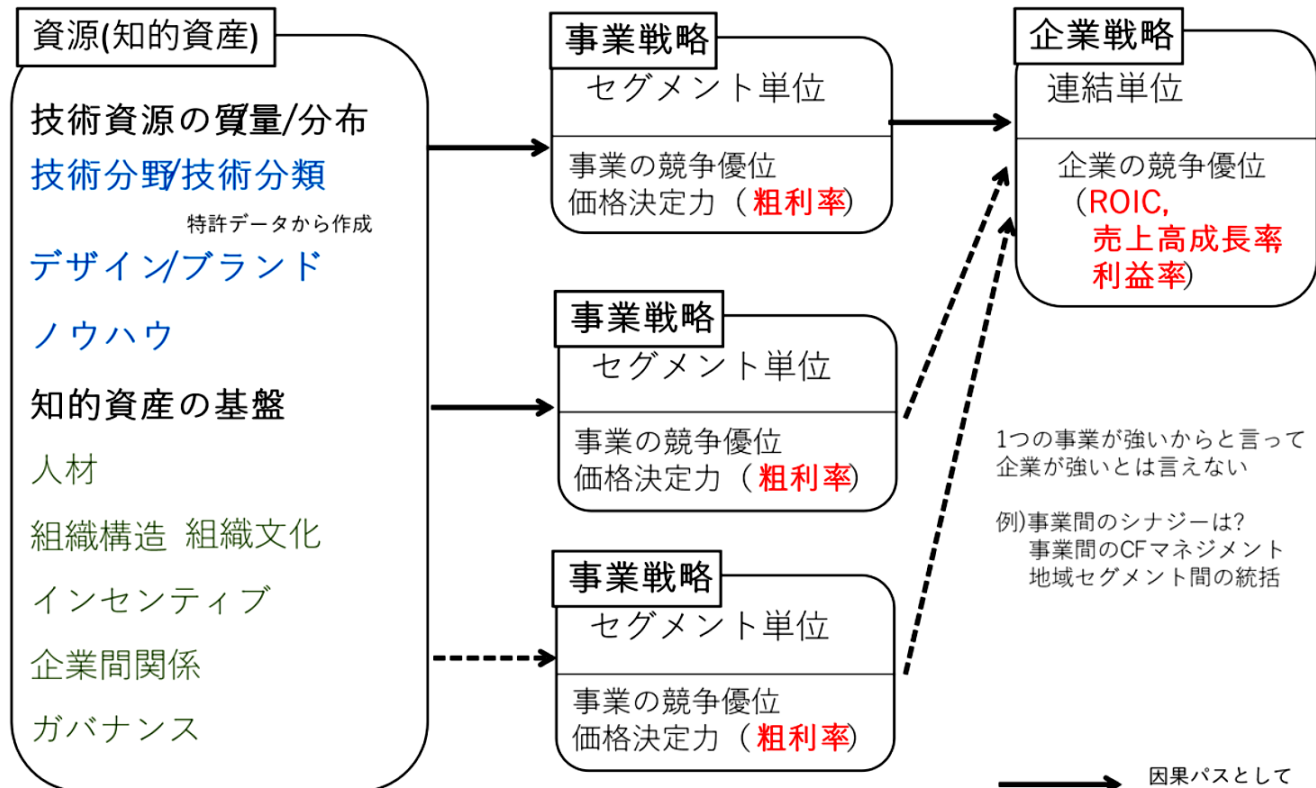 資源(知的資産)
技術資源の質/量/分布
技術分野/技術分類
特許データから作成
デザイン/ブランド
ノウハウ
知的資産の基盤
人材
組織構造 組織文化
インセンティブ
企業間関係
ガバナンス
事業戦略
セグメント単位
事業の競争優位
価格決定力（粗利率）
事業戦略
セグメント単位
事業の競争優位
価格決定力（粗利率）
事業戦略
セグメント単位
事業の競争優位
価格決定力（粗利率）
企業戦略
連結単位
企業の競争優位
（ROIC,
売上高成長率,
利益率）
1つの事業が強いからと言って
企業が強いとは言えない
例)事業間のシナジーは?
事業間のCFマネジメント
地域セグメント間の統括
因果パスとして